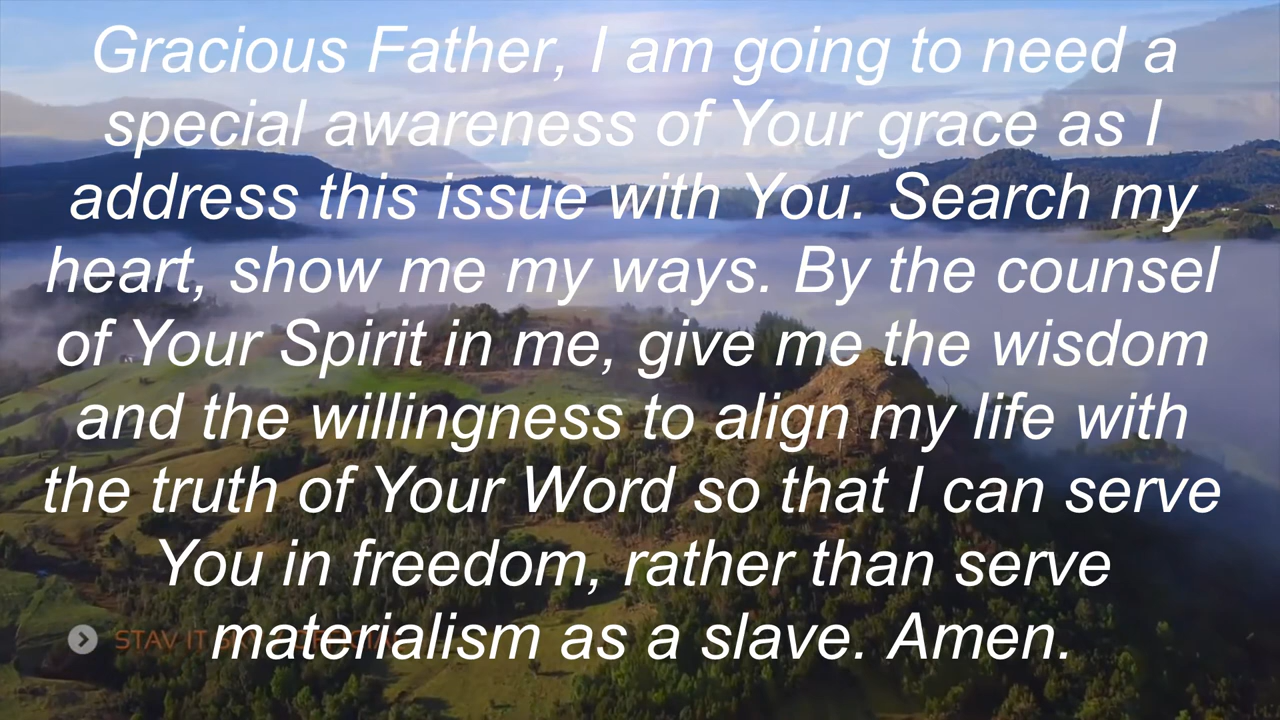 Gracious Father, I am going to need a
special awareness of Your grace as I
address this issue with You. Search my
heart, show me my ways. By the counsel
of Your Spirit in me, give me the wisdom
and the willingness to align my life with
the truth of Your Word so that I can serve
You in freedom, rather than serve
materialism as a slave. Amen.
STAV IT